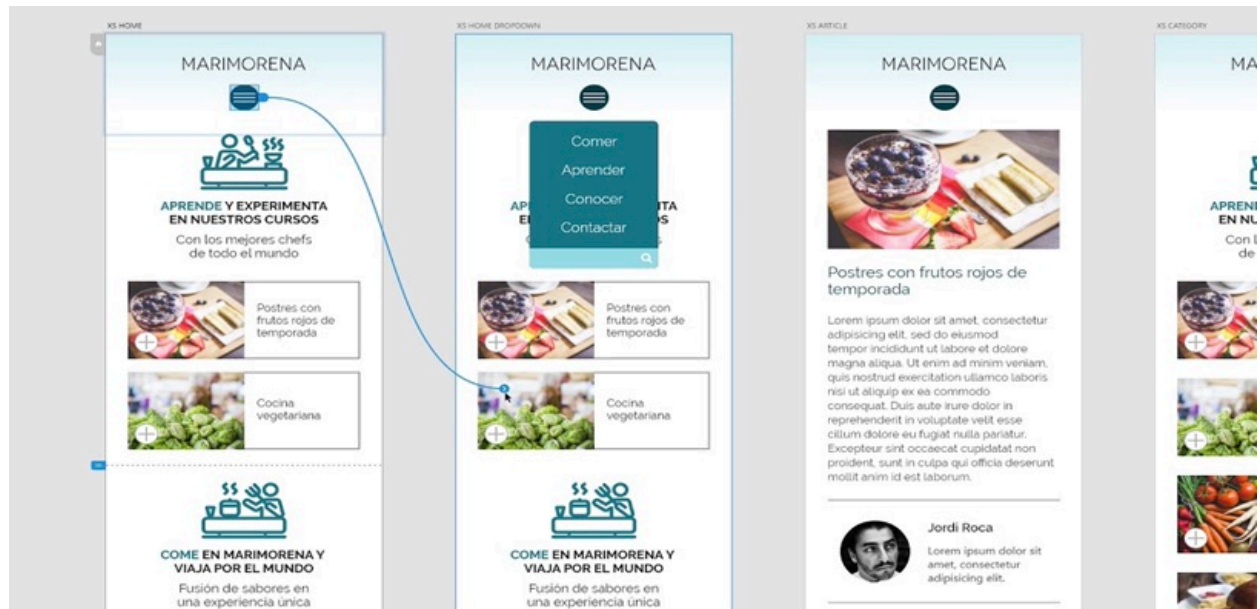 XS HOME
MARIMORENA
APRENDE Y EXPERIMENTA
EN NUESTROS CURSOS
Con los mejores chefs
de todo el mundo
Postres con
frutos rojos de
temporada
Cocina
vegetariana
COME EN MARIMORENA Y
VIAJA POR EL MUNDO
Fusión de sabores en
una experiencia única
XS HOME DROPDOWN
MARIMORENA
Comer
Aprender
Conocer
Contactar
Postres con
frutos rojos de
temporada
Cocina
vegetariana
COME EN MARIMORENA Y
VIAJA POR EL MUNDO
Fusión de sabores en
una experiencia única
XS ARTICLE
MARIMORENA
Postres con frutos rojos de
temporada
Lorem ipsum dolor sit amet, consectetur
adipisicing elit, sed do eiusmod
tempor incididunt ut labore et dolore
magna aliqua. Ut enim ad minim veniam,
quis nostrud exercitation ullamco laboris
nisi ut aliquip ex ea commodo
consequat. Duis aute irure dolor in
reprehenderit in voluptate velit esse
cillum dolore eu fugiat nulla pariatur.
Excepteur sint occaecat cupidatat non
proident, sunt in culpa qui officia deserunt
mollit anim id est laborum.
Jordi Roca
Lorem ipsum dolor sit
amet, consectetur
adipisicing elit.
XS CATEGORY
MA
APREND
EN NU
Con l
de